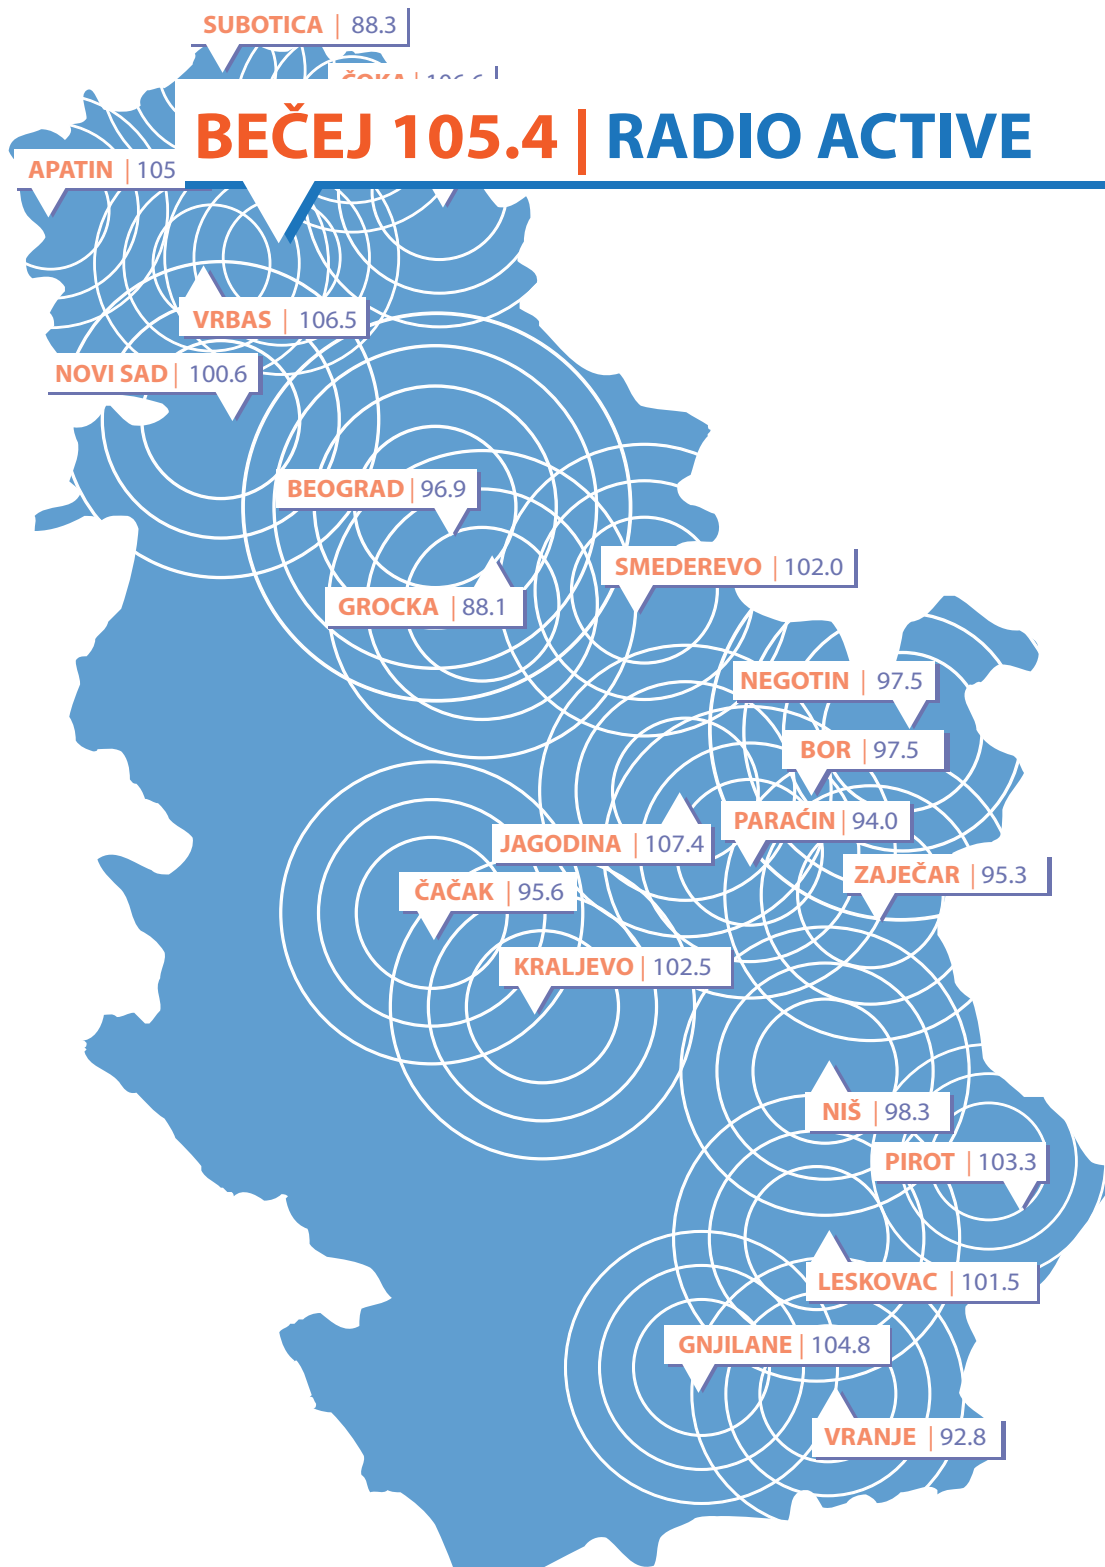 SUBOTICA | 88.3
ČOKA | 106.6
BEČEJ 105.4 | RADIO ACTIVE
APATIN | 105
VRBAS | 106.5
NOVI SAD | 100.6
BEOGRAD | 96.9
SMEDEREVO | 102.0
GROCKA | 88.1
NEGOTIN | 97.5
BOR | 97.5
PARAĆIN | 94.0
JAGODINA | 107.4
ZAJEČAR | 95.3
ČAČAK | 95.6
KRALJEVO | 102.5
NIŠ | 98.3
PIROT | 103.3
LESKOVAC | 101.5
GNJILANE | 104.8
VRANJE | 92.8